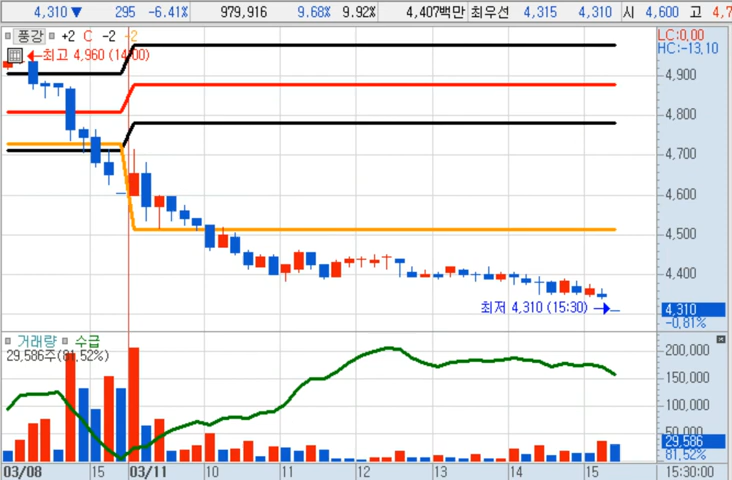 4,310 ▼ 295 -6.41% 979,916 9.68% 9.92% 4,407백만 최우선 4,315 4,310 시 4,600 고 4,7
풍강 +2 C -2 -2
LC:0,00
HC:-13,10
최고 4,960 (14:00)
4,900
4,800
4,700
4,600
4,500
4,400
최저 4,310 (15:30)
4,310
-0,81%
거래량 수급
29,586주(81,52%)
200,000
150,000
100,000
50,000
29,586
81,52%
03/08 15 03/11 10 11 12 13 14 15 15:30:00